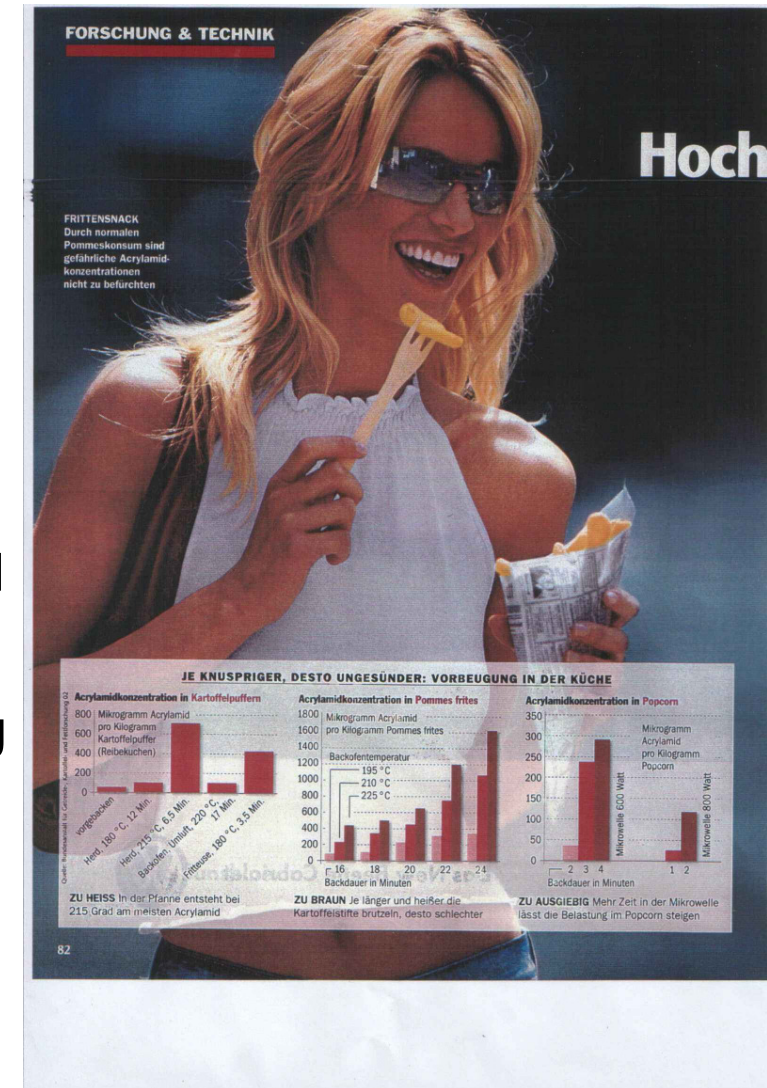 FORSCHUNG & TECHNIK
Hoch
FRITTENSNACK
Durch normalen
Pommeskonsum sind
gefährliche Acrylamid-
konzentrationen
nicht zu befürchten
JE KNUSPRIGER, DESTO UNGESÜNDER: VORBEUGUNG IN DER KÜCHE
Acrylamidkonzentration in Kartoffelpuffern
800
600
400
200
0
Mikrogramm Acrylamid
pro Kilogramm
Kartoffelpuffer
(Reibekuchen)
vorgebacken
Herd, 180 °C, 12 Min.
Herd, 215 °C, 6,5 Min.
Backofen, Umluft, 220 °C,
17 Min.
Fritteuse, 180 °C, 3,5 Min.
ZU HEISS In der Pfanne entsteht bei
215 Grad am meisten Acrylamid
Acrylamidkonzentration in Pommes frites
1800
1600
1400
1200
1000
800
600
400
200
0
Mikrogramm Acrylamid
pro Kilogramm Pommes frites
Backofentemperatur
195 °C
210 °C
225 °C
16 18 20 22 24
Backdauer in Minuten
ZU BRAUN Je länger und heißer die
Kartoffelstifte brutzeln, desto schlechter
Acrylamidkonzentration in Popcorn
350
300
250
200
150
100
50
0
Mikrogramm
Acrylamid
pro Kilogramm
Popcorn
Mikrowelle 600 Watt
Mikrowelle 800 Watt
2 3 4
1 2
Backdauer in Minuten
ZU AUSGIEBIG Mehr Zeit in der Mikrowelle
lässt die Belastung im Popcorn steigen
82